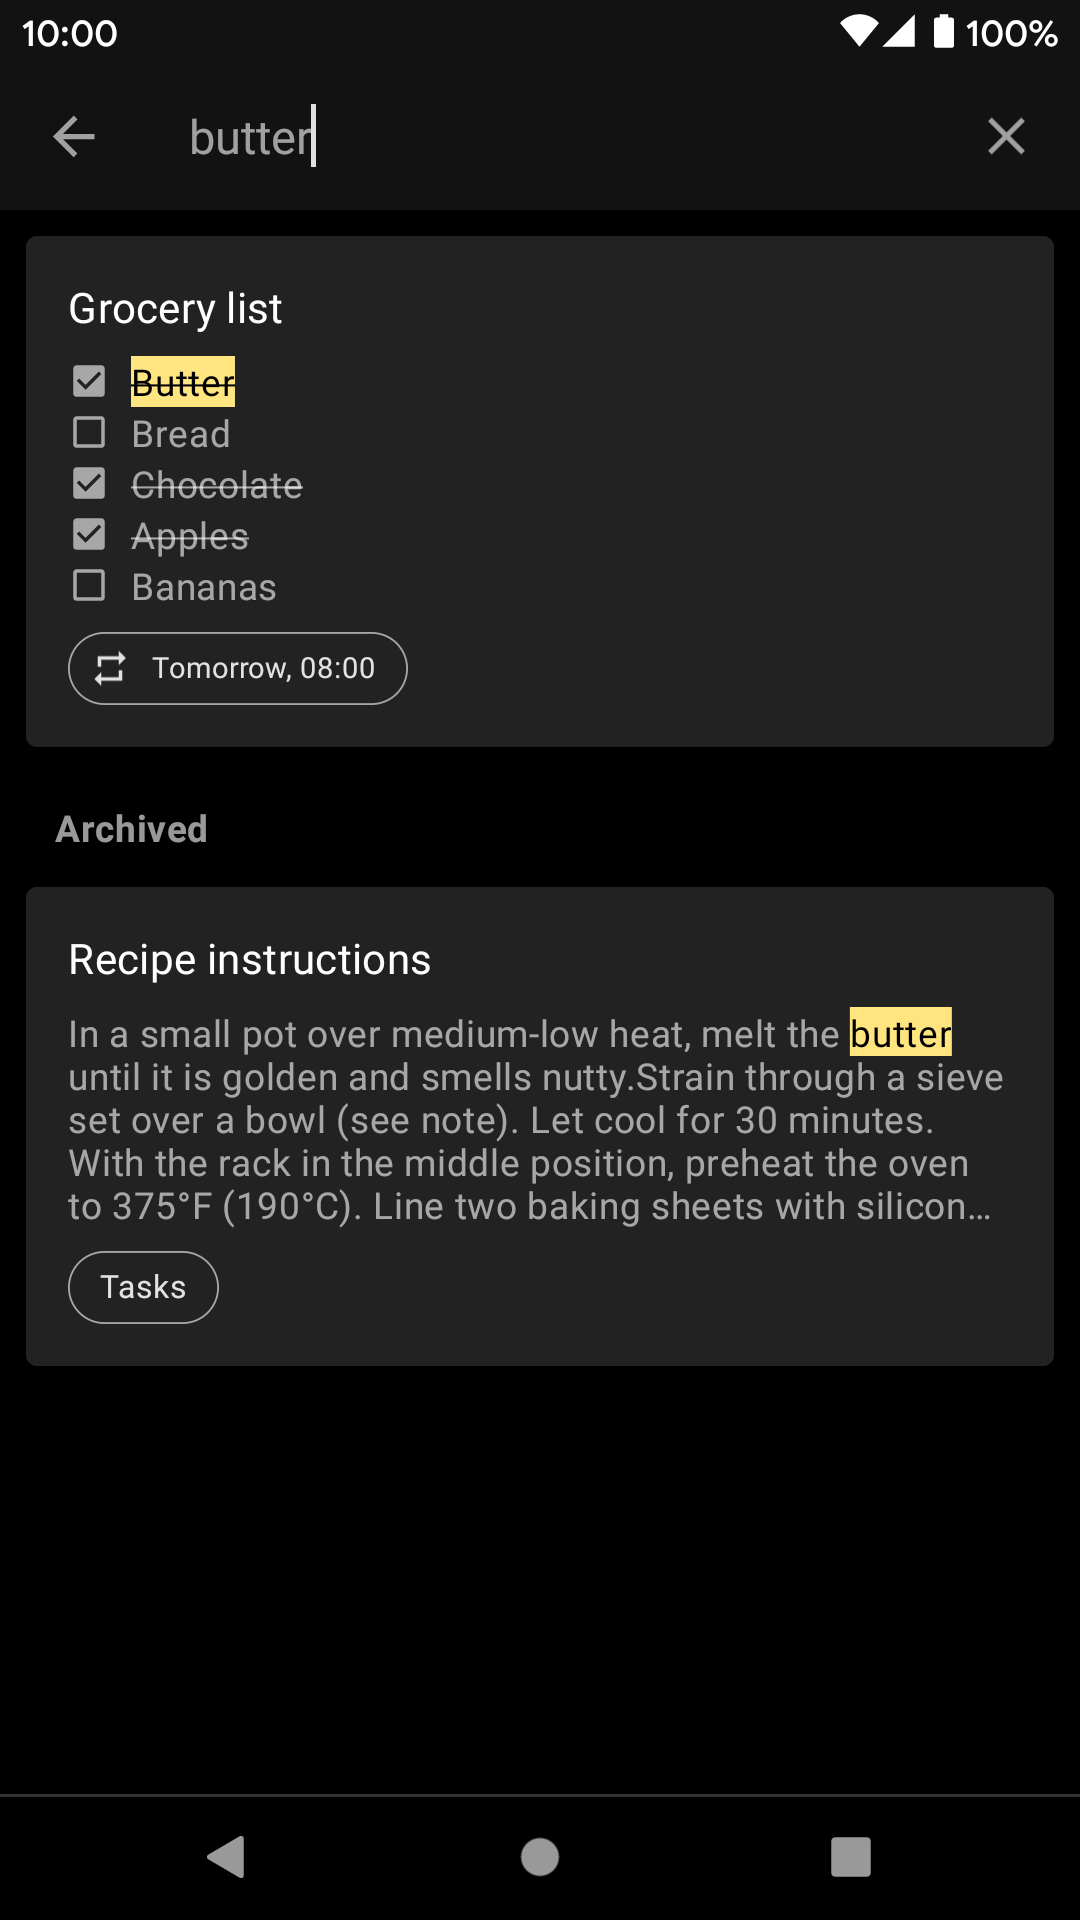 10:00 100%
butter
Grocery list
Butter
Bread
Chocolate
Apples
Bananas
Tomorrow, 08:00
Archived
Recipe instructions
In a small pot over medium-low heat, melt the butter
until it is golden and smells nutty.Strain through a sieve
set over a bowl (see note). Let cool for 30 minutes.
With the rack in the middle position, preheat the oven
to 375°F (190°C). Line two baking sheets with silicon…
Tasks